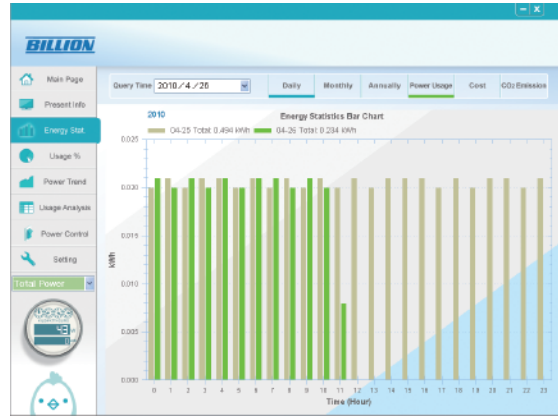 BILLION
Main Page
Present Info
Energy Stat.
Usage %
Power Trend
Usage Analysis
Power Control
Setting
Total Power
43
Query Time 2010/4/26
Daily Monthly Annually Power Usage Cost CO2 Emission
2010 Energy Statistics Bar Chart
04-25 Total: 0.494 kWh 04-26 Total: 0.234 kWh
0.025
0.020
0.015
0.010
0.005
0.000
kWh
0 1 2 3 4 5 6 7 8 9 10 11 12 13 14 15 16 17 18 19 20 21 22 23
Time (Hour)